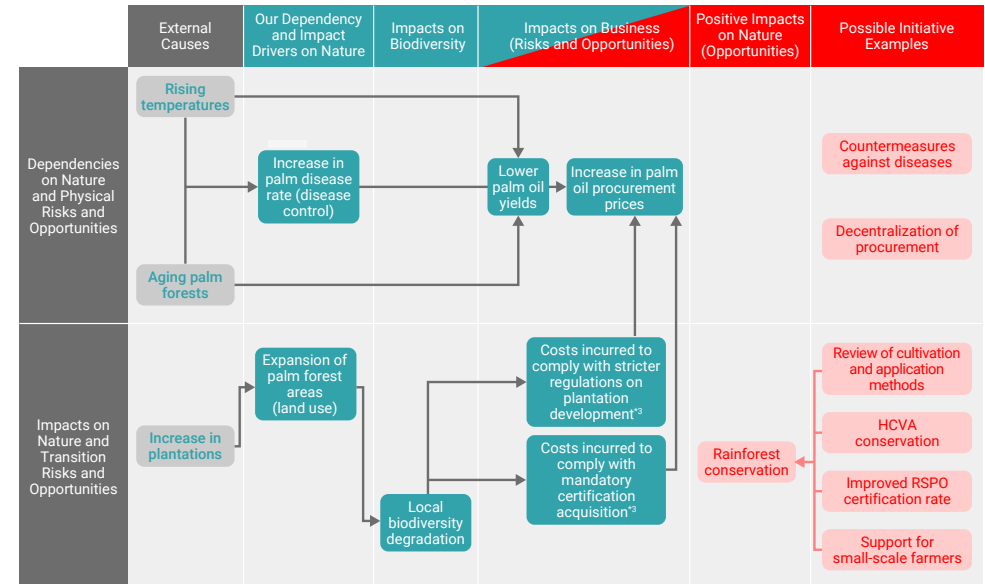 External
Causes
Our Dependency
and Impact
Drivers on Nature
Impacts on
Biodiversity
Impacts on Business
(Risks and Opportunities)
Positive Impacts
on Nature
(Opportunities)
Possible Initiative
Examples
Dependencies
on Nature
and Physical
Risks and
Opportunities
Rising
temperatures
Increase in
palm disease
rate (disease
control)
Lower
palm oil
yields
Increase in palm
oil procurement
prices
Countermeasures
against diseases
Decentralization of
procurement
Aging palm
forests
Impacts on
Nature and
Transition
Risks and
Opportunities
Increase in
plantations
Expansion of
palm forest
areas
(land use)
Local
biodiversity
degradation
Costs incurred to
comply with stricter
regulations on
plantation
development*3
Costs incurred to
comply with
mandatory
certification
acquisition*3
Rainforest
conservation
Review of cultivation
and application
methods
HCVA
conservation
Improved RSPO
certification rate
Support for
small-scale farmers